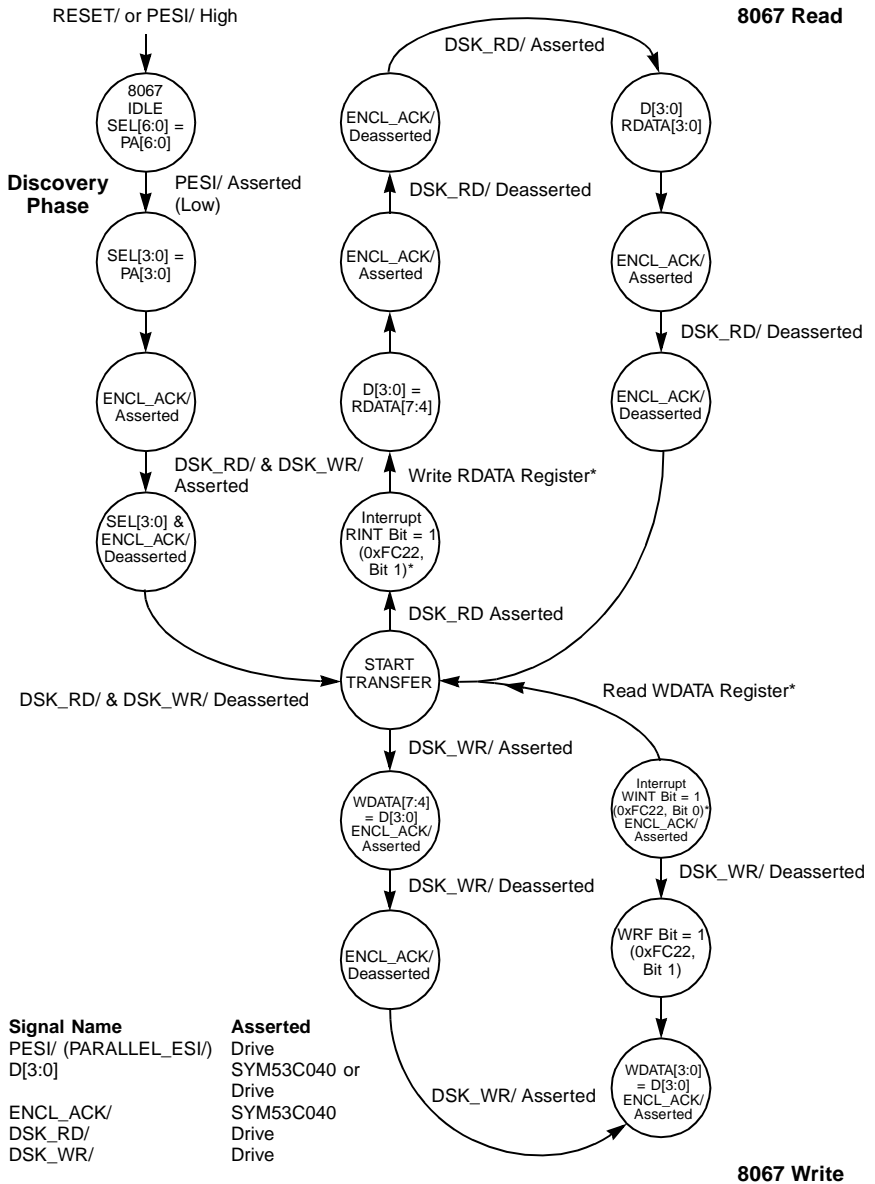 RESET/ or PESI/ High
8067 Read
DSK_RD/ Asserted
8067
IDLE
SEL[6:0] =
PA[6:0]
ENCL_ACK/
Deasserted
D[3:0]
RDATA[3:0]
Discovery
Phase
PESI/ Asserted
(Low)
DSK_RD/ Deasserted
SEL[3:0] =
PA[3:0]
ENCL_ACK/
Asserted
ENCL_ACK/
Asserted
DSK_RD/ Deasserted
ENCL_ACK/
Asserted
D[3:0] =
RDATA[7:4]
ENCL_ACK/
Deasserted
DSK_RD/ & DSK_WR/
Asserted
Write RDATA Register*
SEL[3:0] &
ENCL_ACK/
Deasserted
Interrupt
RINT Bit = 1
(0xFC22,
Bit 1)*
DSK_RD Asserted
START
TRANSFER
DSK_RD/ & DSK_WR/ Deasserted
Read WDATA Register*
DSK_WR/ Asserted
WDATA[7:4]
= D[3:0]
ENCL_ACK/
Asserted
Interrupt
WINT Bit = 1
(0xFC22, Bit 0)*
ENCL_ACK/
Asserted
DSK_WR/ Deasserted
DSK_WR/ Deasserted
ENCL_ACK/
Deasserted
WRF Bit = 1
(0xFC22,
Bit 1)
Signal Name Asserted
PESI/ (PARALLEL_ESI/) Drive
D[3:0] SYM53C040 or
Drive
ENCL_ACK/ SYM53C040
DSK_RD/ Drive
DSK_WR/ Drive
DSK_WR/ Asserted
WDATA[3:0]
= D[3:0]
ENCL_ACK/
Asserted
8067 Write